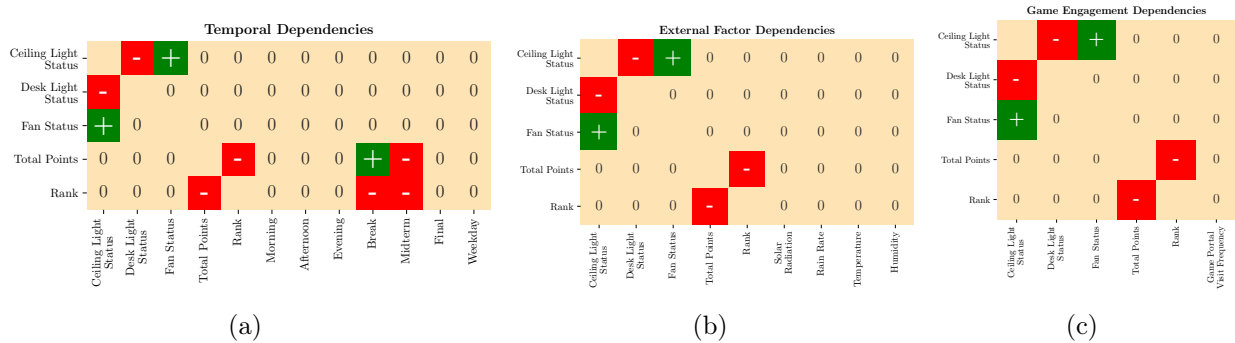 Temporal Dependencies
Ceiling Light
Status
- + 0 0 0 0 0 0 0 0 0
Desk Light
Status
- 0 0 0 0 0 0 0 0 0 0
Fan Status + 0 0 0 0 0 0 0 0 0 0
Total Points 0 0 0 - 0 0 0 + - 0 0
Rank 0 0 0 - 0 0 0 - - 0 0
Ceiling Light
Status
Desk Light
Status
Fan Status
Total Points
Rank
Morning
Afternoon
Evening
Break
Midterm
Final
Weekday
(a)
External Factor Dependencies
Ceiling Light
Status
- + 0 0 0 0 0 0
Desk Light
Status
- 0 0 0 0 0 0 0
Fan Status + 0 0 0 0 0 0 0
Total Points 0 0 0 - 0 0 0 0
Rank 0 0 0 - 0 0 0 0
Ceiling Light
Status
Desk Light
Status
Fan Status
Total Points
Rank
Solar
Radiation
Rain Rate
Temperature
Humidity
(b)
Game Engagement Dependencies
Ceiling Light
Status
- + 0 0 0
Desk Light
Status
- 0 0 0 0
Fan Status + 0 0 0 0
Total Points 0 0 0 - 0
Rank 0 0 0 - 0
Ceiling Light
Status
Desk Light
Status
Fan Status
Total Points
Rank
Game Portal
Visit Frequency
(c)